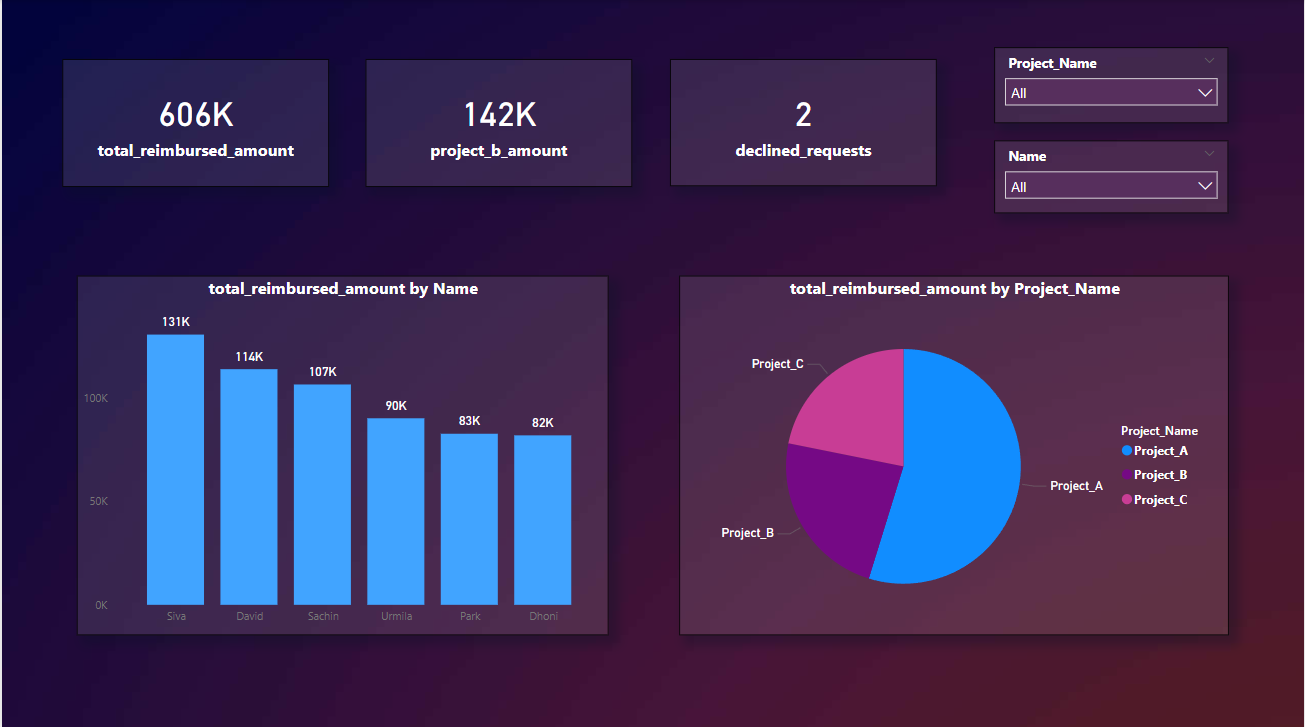 606K
total_reimbursed_amount
142K
project_b_amount
2
declined_requests
Project_Name
All
Name
All
total_reimbursed_amount by Name
131K
114K
107K
90K
83K
82K
100K
50K
0K
Siva
David
Sachin
Urmila
Park
Dhoni
total_reimbursed_amount by Project_Name
Project_C
Project_B
Project_A
Project_Name
Project_A
Project_B
Project_C